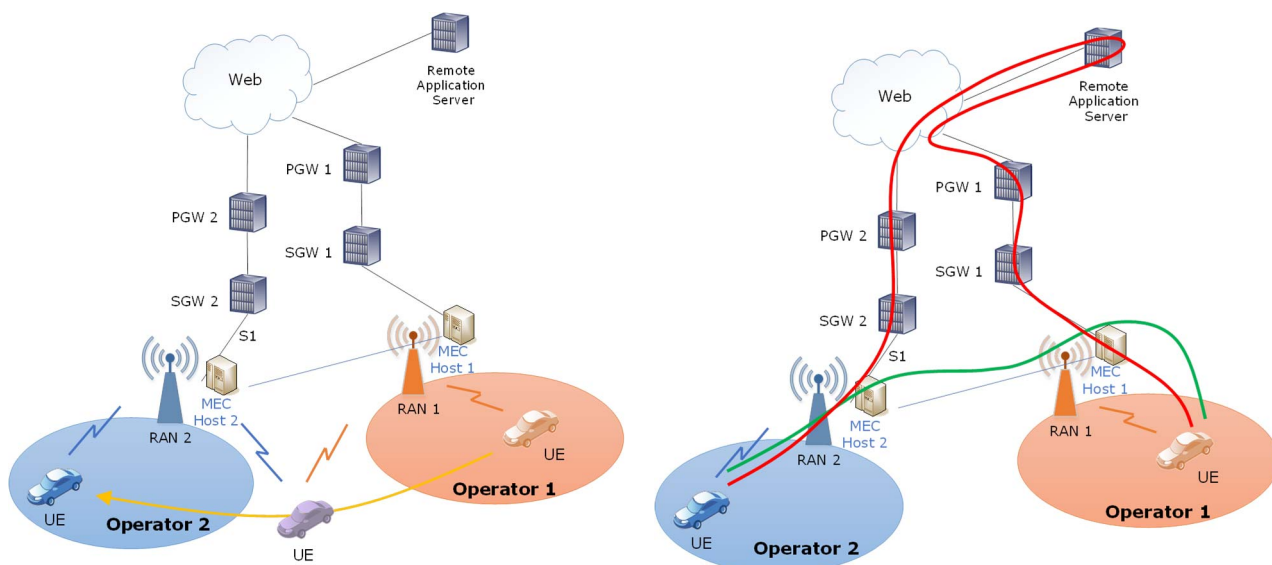 Web
Remote
Application
Server
PGW 1
PGW 2
SGW 1
SGW 2
S1
MEC
Host 1
MEC
Host 2
RAN 1
RAN 2
UE
Operator 1
UE
Operator 2
UE
Web
Remote
Application
Server
PGW 1
PGW 2
SGW 1
SGW 2
S1
MEC
Host 1
MEC
Host 2
RAN 1
RAN 2
UE
Operator 1
UE
Operator 2